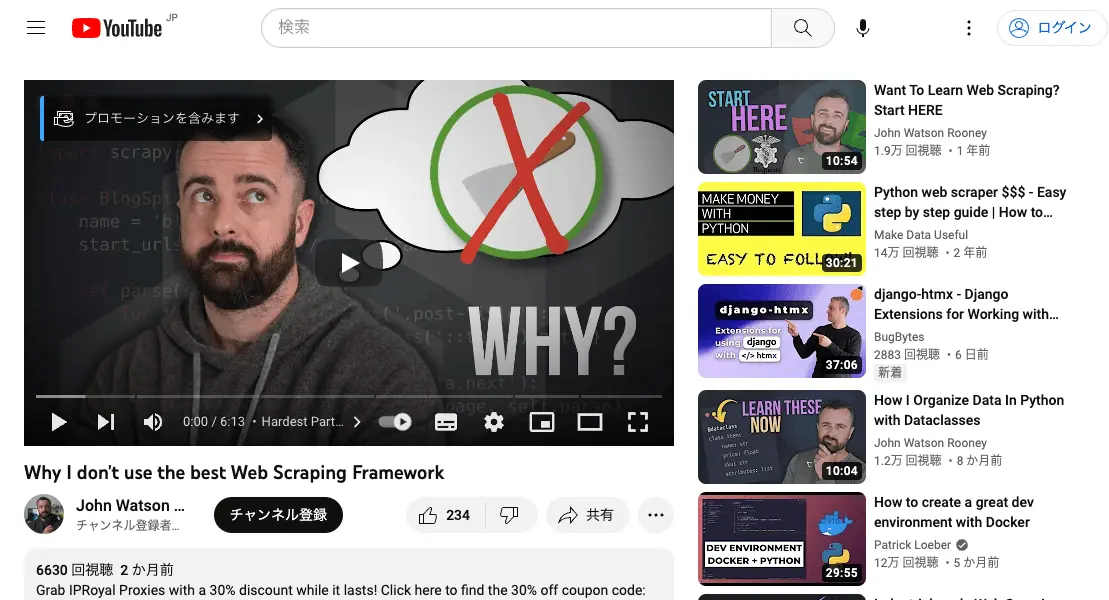 YouTube JP
検索
ログイン
プロモーションを含みます
import scrapy
class BlogSpi
name = 'b
start_urls
def parse(s
('.post-
('::t
a.next'):
page, self.parse)
WHY?
0:00 / 6:13 • Hardest Part…
Why I don't use the best Web Scraping Framework
John Watson ...
チャンネル登録者…
チャンネル登録
234
共有
6630 回視聴 2 か月前
Grab IPRoyal Proxies with a 30% discount while it lasts! Click here to find the 30% off coupon code:
START
HERE
Requests
10:54
Want To Learn Web Scraping?
Start HERE
John Watson Rooney
1.9万 回視聴 • 1 年前
MAKE MONEY
WITH
PYTHON
EASY TO FOLL
30:21
Python web scraper $$$ - Easy
step by step guide | How to…
Make Data Useful
14万 回視聴 • 2 年前
django-htmx
Extensions for
using django
with </> htmx
37:06
django-htmx - Django
Extensions for Working with…
BugBytes
2883 回視聴 • 6 日前
新着
LEARN THESE
NOW
@dataclass
class Item:
name: str
price: float
sku: str
attributes: list
10:04
How I Organize Data In Python
with Dataclasses
John Watson Rooney
1.2万 回視聴 • 8 か月前
DEV ENVIRONMENT
DOCKER + PYTHON
29:55
How to create a great dev
environment with Docker
Patrick Loeber
12万 回視聴 • 5 か月前